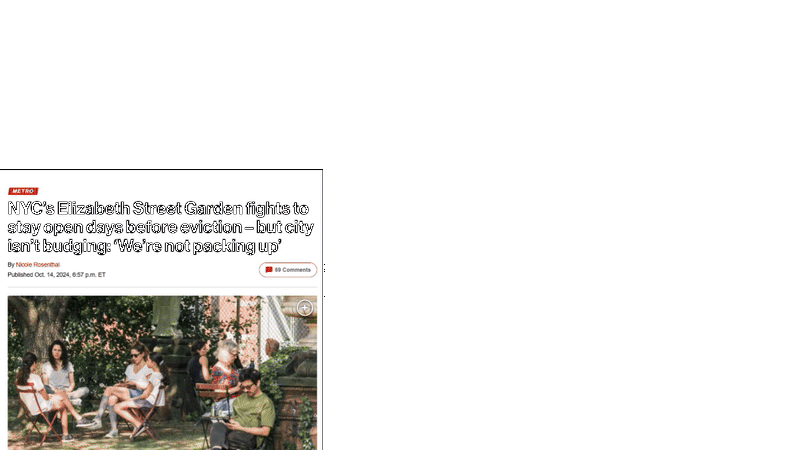 METRO
NYC's Elizabeth Street Garden fights to
stay open days before eviction – but city
isn't budging: 'We're not packing up'
By Nicole Rosenthal
Published Oct. 14, 2024, 6:57 p.m. ET
69 Comments